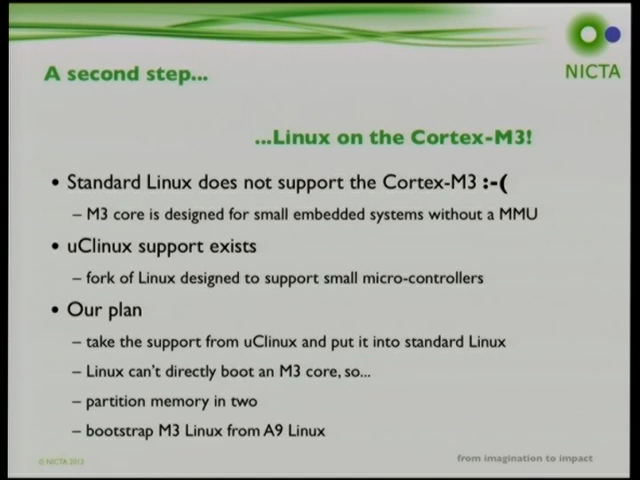 NICTA
A second step...
...Linux on the Cortex-M3!
• Standard Linux does not support the Cortex-M3 :-(
– M3 core is designed for small embedded systems without a MMU
• uClinux support exists
– fork of Linux designed to support small micro-controllers
• Our plan
– take the support from uClinux and put it into standard Linux
– Linux can't directly boot an M3 core, so...
– partition memory in two
– bootstrap M3 Linux from A9 Linux
© NICTA 2012
from imagination to impact